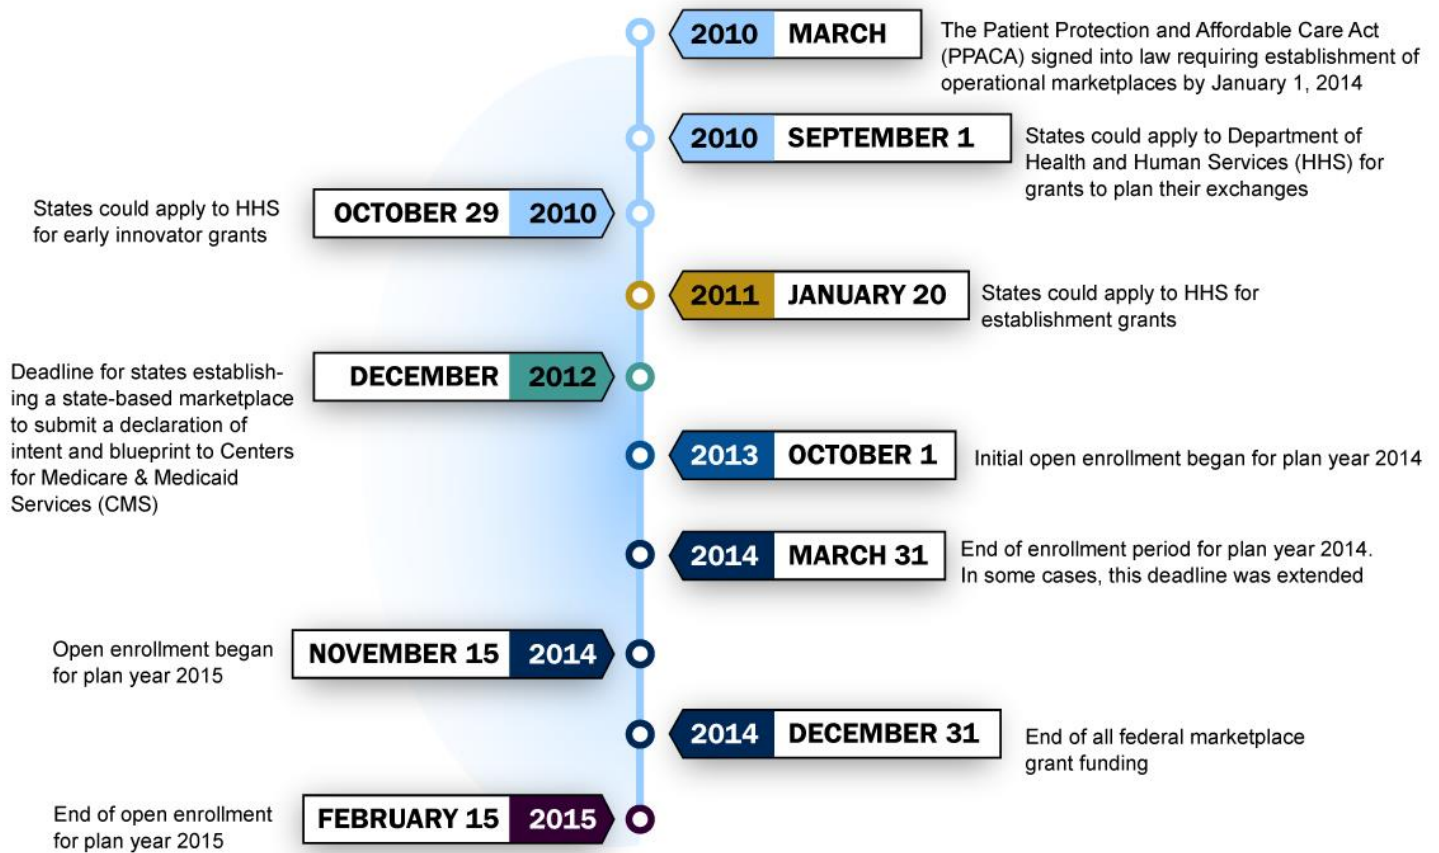 2010 MARCH
The Patient Protection and Affordable Care Act
(PPACA) signed into law requiring establishment of
operational marketplaces by January 1, 2014
2010 SEPTEMBER 1
States could apply to Department of
Health and Human Services (HHS) for
grants to plan their exchanges
OCTOBER 29 2010
States could apply to HHS
for early innovator grants
2011 JANUARY 20
States could apply to HHS for
establishment grants
DECEMBER 2012
Deadline for states establish-
ing a state-based marketplace
to submit a declaration of
intent and blueprint to Centers
for Medicare & Medicaid
Services (CMS)
2013 OCTOBER 1
Initial open enrollment began for plan year 2014
2014 MARCH 31
End of enrollment period for plan year 2014.
In some cases, this deadline was extended
NOVEMBER 15 2014
Open enrollment began
for plan year 2015
2014 DECEMBER 31
End of all federal marketplace
grant funding
FEBRUARY 15 2015
End of open enrollment
for plan year 2015